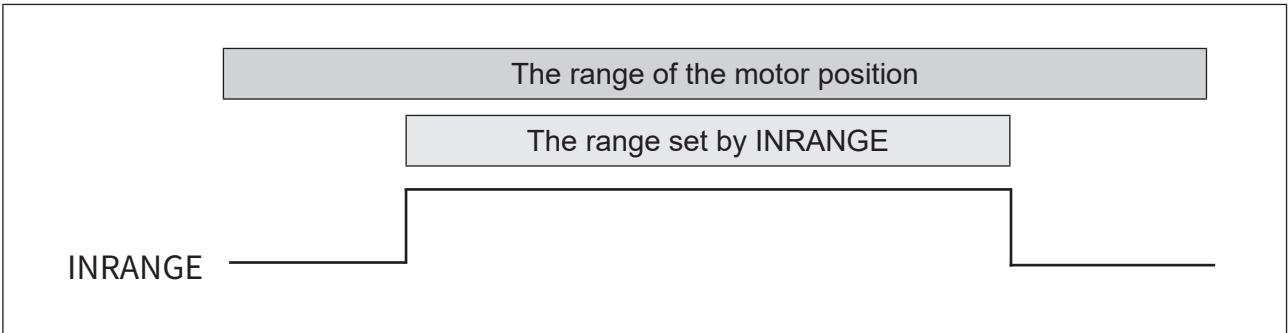 The range of the motor position
The range set by INRANGE
INRANGE